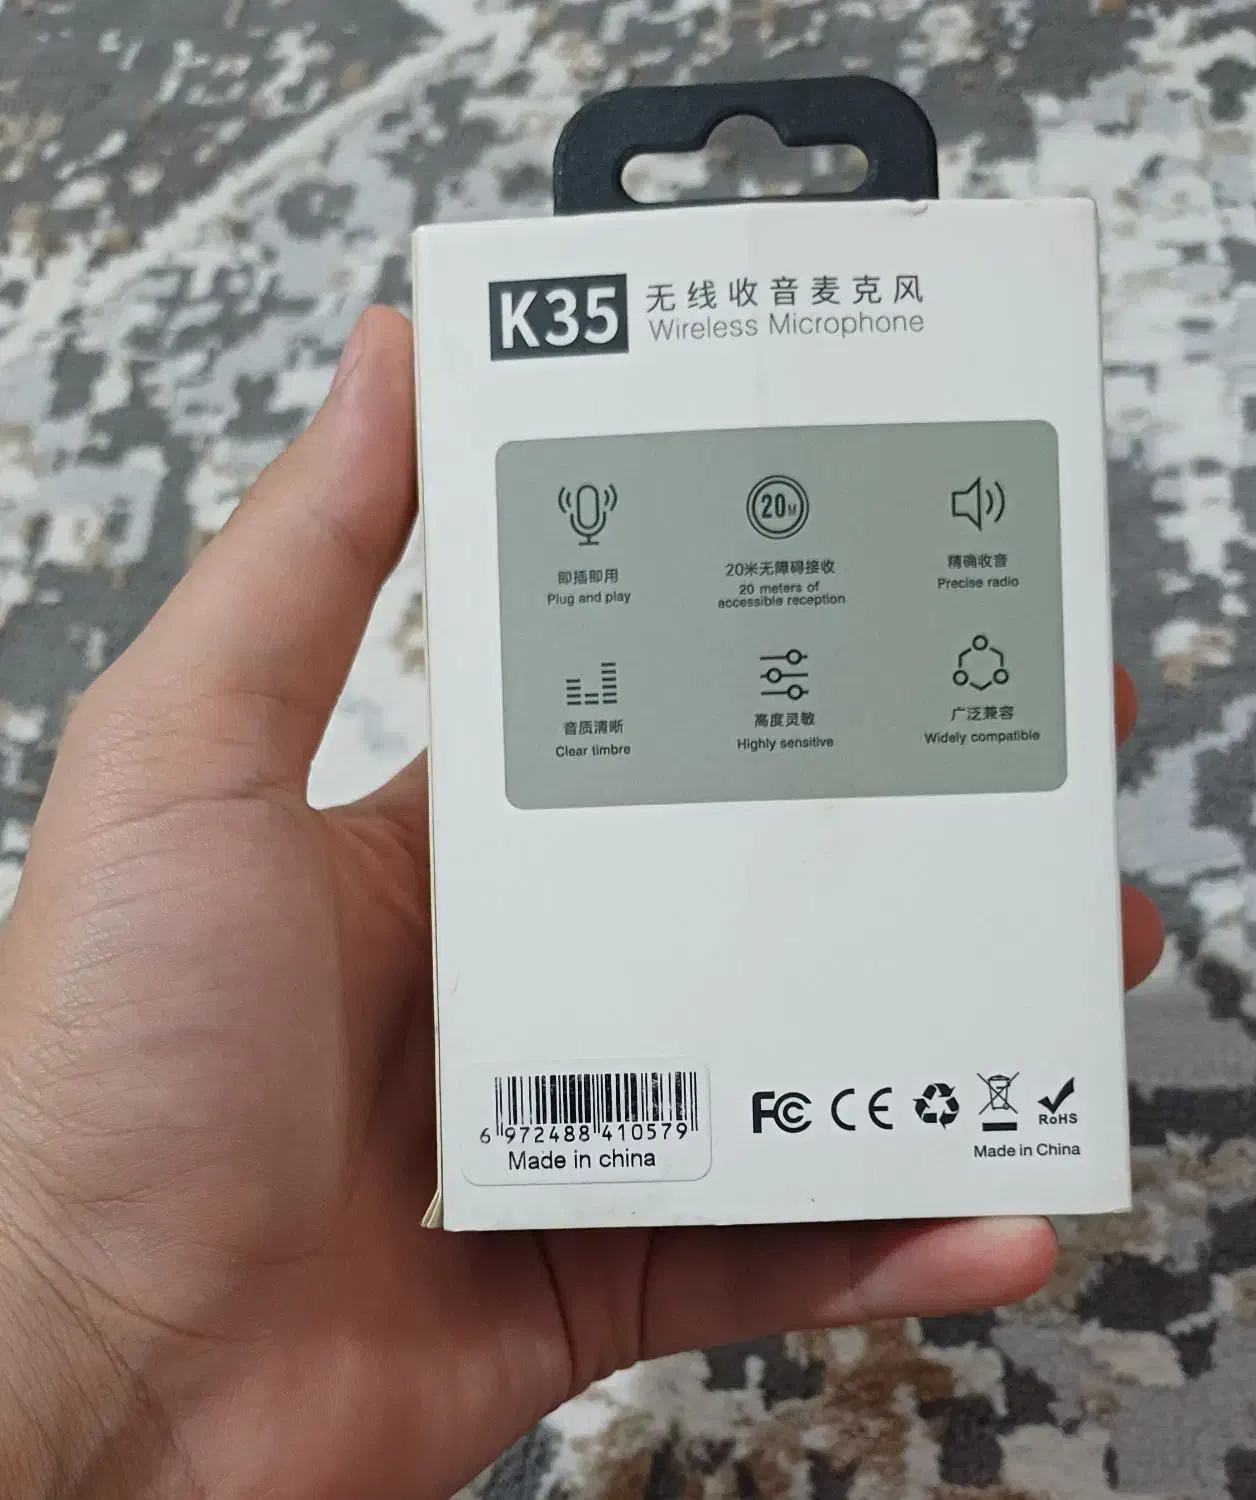 K35
无线收音麦克风
Wireless Microphone
20M
即插即用
Plug and play
20米无障碍接收
20 meters of
accessible reception
精确收音
Precise radio
音质清晰
Clear timbre
高度灵敏
Highly sensitive
广泛兼容
Widely compatible
6 972488 410579
Made in china
FC CE
RoHS
Made in China